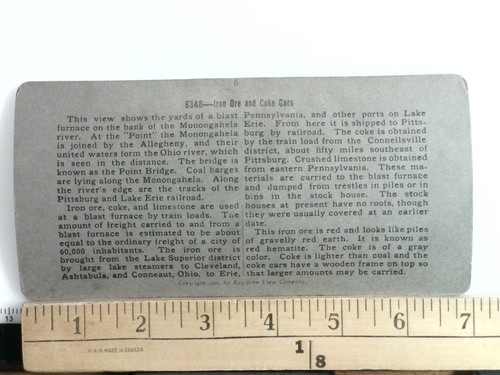 6
6348—Iron Ore and Coke Cars
This view shows the yards of a blast
furnace on the bank of the Monongahela
river. At the "Point" the Monongahela
is joined by the Allegheny, and their
united waters form the Ohio river, which
is seen in the distance. The bridge is
known as the Point Bridge. Coal barges
are lying along the Monongahela. Along
the river's edge are the tracks of the
Pittsburg and Lake Erie railroad.
Iron ore, coke, and limestone are used
at a blast furnace by train loads. The
amount of freight carried to and from a
blast furnace is estimated to be about
equal to the ordinary freight of a city of
60,000 inhabitants. The iron ore is
brought from the Lake Superior district
by large lake steamers to Cleveland,
Ashtabula, and Conneaut, Ohio, to Erie,
Pennsylvania, and other ports on Lake
Erie. From here it is shipped to Pitts-
burg by railroad. The coke is obtained
by the train load from the Connellsville
district, about fifty miles southeast of
Pittsburg. Crushed limestone is obtained
from eastern Pennsylvania. These ma-
terials are carried to the blast furnace
and dumped from trestles in piles or in
bins in the stock house. The stock
houses at present have no roofs, though
they were usually covered at an earlier
date.
This iron ore is red and looks like piles
of gravelly red earth. It is known as
red hematite. The coke is of a gray
color. Coke is lighter than coal and the
coke cars have a wooden frame on top so
that larger amounts may be carried.
Copyright by Keystone View Company.
13
1 2 3 4 5 6 7
MADE IN
1
8